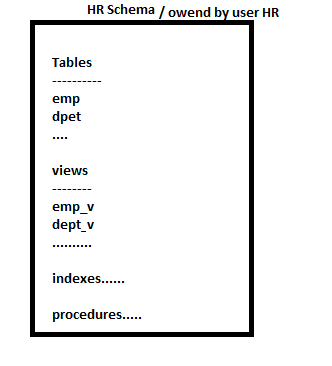 HR Schema / owend by user HR
Tables
----------
emp
dpet
....
views
--------
emp_v
dept_v
..........
indexes......
procedures.....